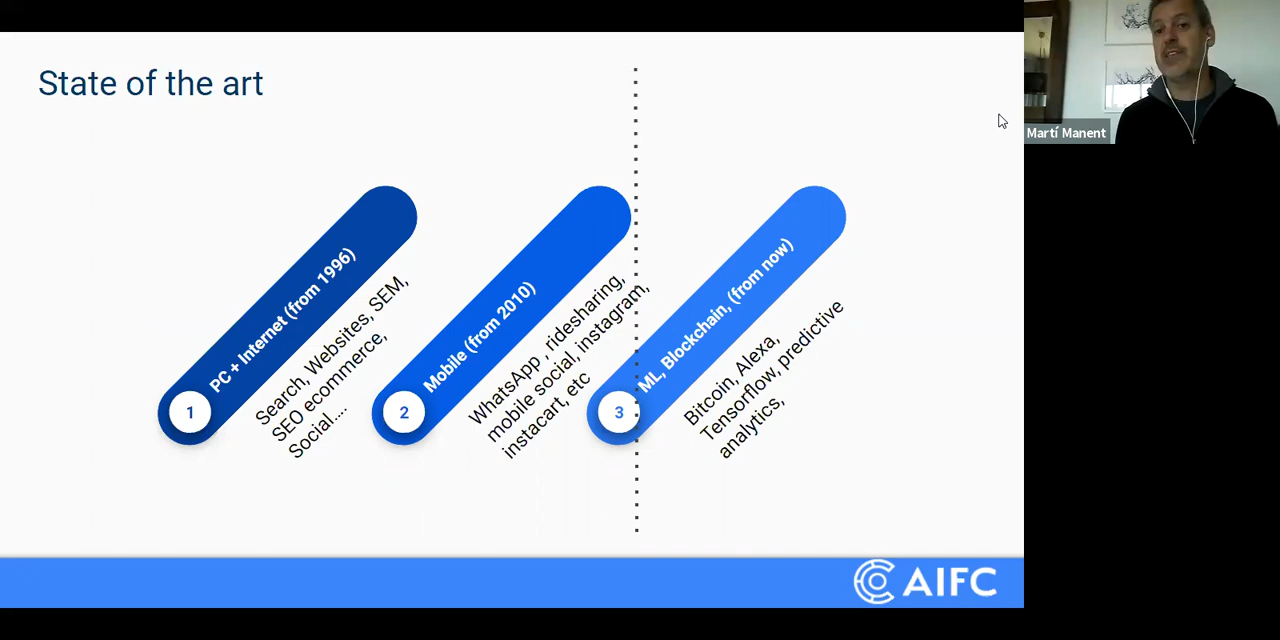 State of the art
Martí Manent
1
PC + Internet (from 1996)
Search, Websites, SEM,
SEO ecommerce,
Social....
2
Mobile (from 2010)
WhatsApp , ridesharing,
mobile social, instagram,
instacart, etc
3
ML, Blockchain, (from now)
Bitcoin, Alexa,
Tensorflow, predictive
analytics,
AIFC